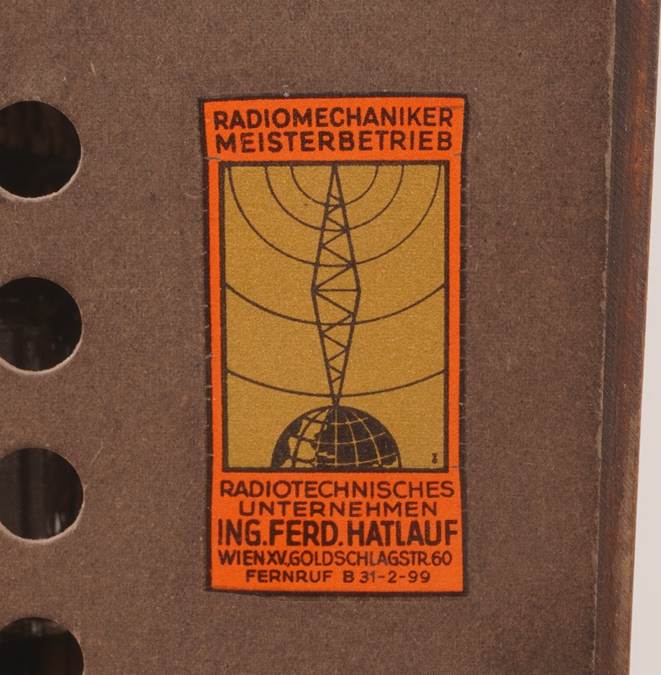 RADIOMECHANIKER
MEISTERBETRIEB
RADIOTECHNISCHES
UNTERNEHMEN
ING.FERD.HATLAUF
WIEN XV,GOLDSCHLAGSTR.60
FERNRUF B 31-2-99